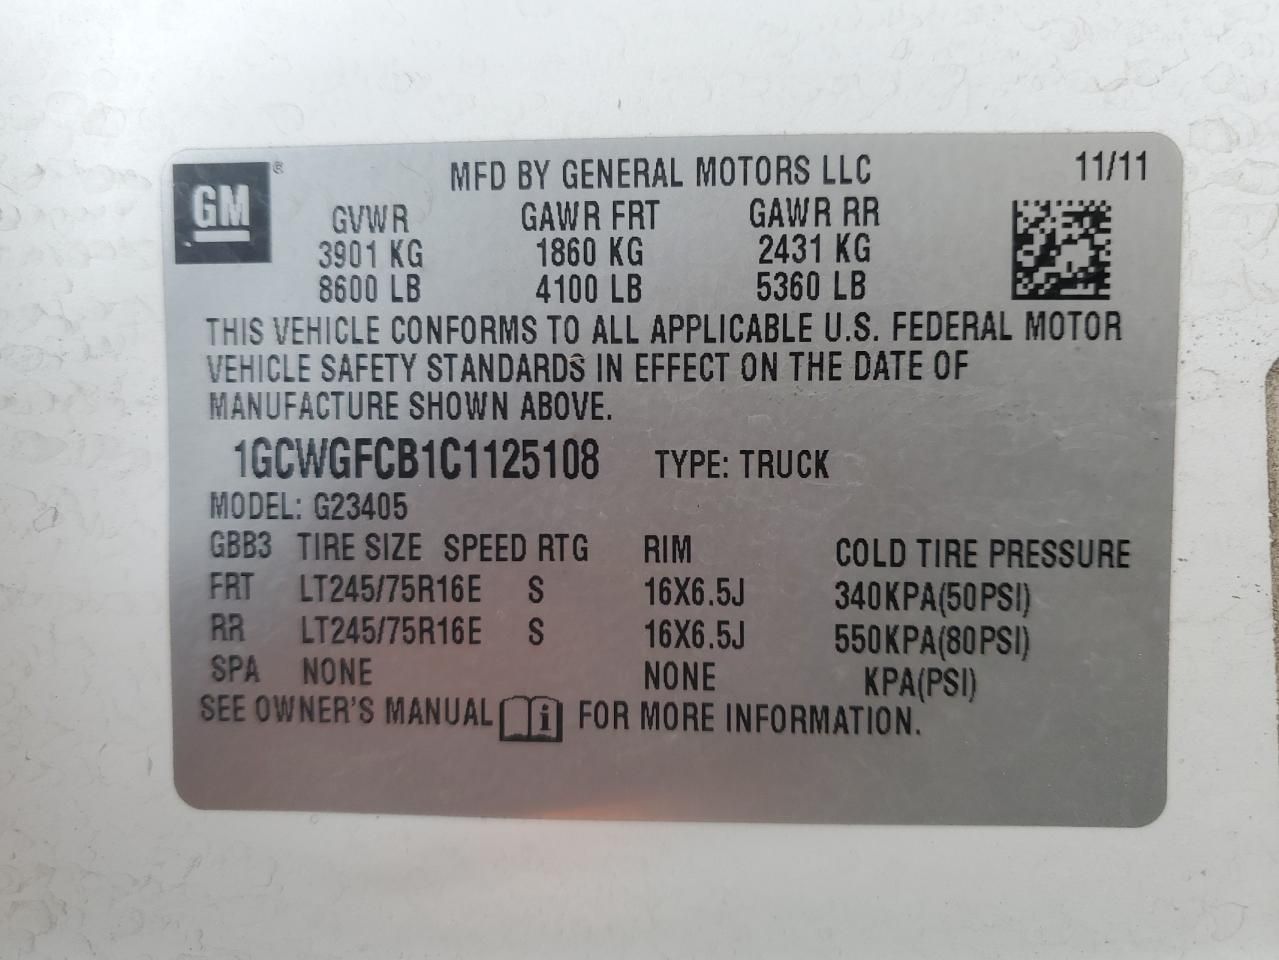 GM ® MFD BY GENERAL MOTORS LLC 11/11
GVWR GAWR FRT GAWR RR
3901 KG 1860 KG 2431 KG
8600 LB 4100 LB 5360 LB
THIS VEHICLE CONFORMS TO ALL APPLICABLE U.S. FEDERAL MOTOR
VEHICLE SAFETY STANDARDS IN EFFECT ON THE DATE OF
MANUFACTURE SHOWN ABOVE.
1GCWGFCB1C1125108 TYPE: TRUCK
MODEL: G23405
GBB3 TIRE SIZE SPEED RTG RIM COLD TIRE PRESSURE
FRT LT245/75R16E S 16X6.5J 340KPA(50PSI)
RR LT245/75R16E S 16X6.5J 550KPA(80PSI)
SPA NONE NONE KPA(PSI)
SEE OWNER'S MANUAL i FOR MORE INFORMATION.